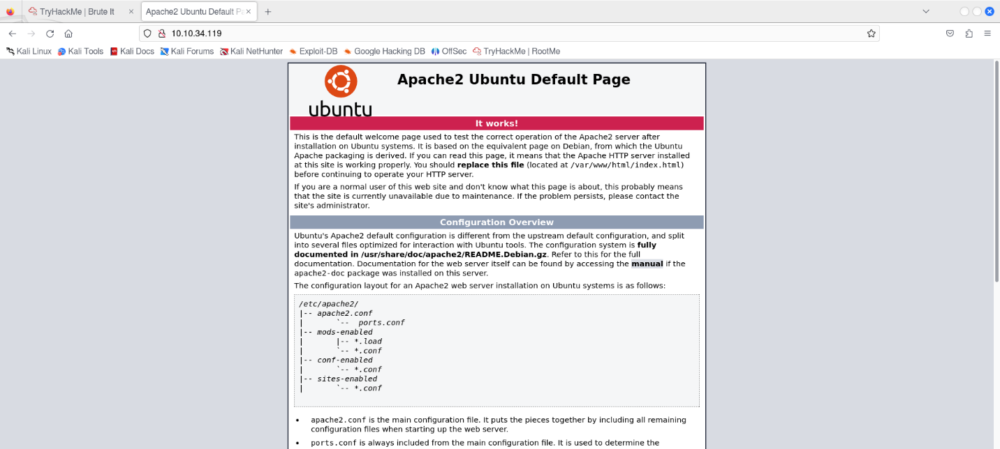 TryHackMe | Brute It
Apache2 Ubuntu Default Pa
10.10.34.119
Kali Linux Kali Tools Kali Docs Kali Forums Kali NetHunter Exploit-DB Google Hacking DB OffSec TryHackMe | RootMe
ubuntu
Apache2 Ubuntu Default Page
It works!
This is the default welcome page used to test the correct operation of the Apache2 server after
installation on Ubuntu systems. It is based on the equivalent page on Debian, from which the Ubuntu
Apache packaging is derived. If you can read this page, it means that the Apache HTTP server installed
at this site is working properly. You should replace this file (located at /var/www/html/index.html)
before continuing to operate your HTTP server.
If you are a normal user of this web site and don't know what this page is about, this probably means
that the site is currently unavailable due to maintenance. If the problem persists, please contact the
site's administrator.
Configuration Overview
Ubuntu's Apache2 default configuration is different from the upstream default configuration, and split
into several files optimized for interaction with Ubuntu tools. The configuration system is fully
documented in /usr/share/doc/apache2/README.Debian.gz. Refer to this for the full
documentation. Documentation for the web server itself can be found by accessing the manual if the
apache2-doc package was installed on this server.
The configuration layout for an Apache2 web server installation on Ubuntu systems is as follows:
/etc/apache2/
|-- apache2.conf
|       `--  ports.conf
|-- mods-enabled
|       |-- *.load
|       `-- *.conf
|-- conf-enabled
|       `-- *.conf
|-- sites-enabled
|       `-- *.conf
• apache2.conf is the main configuration file. It puts the pieces together by including all remaining
configuration files when starting up the web server.
• ports.conf is always included from the main configuration file. It is used to determine the